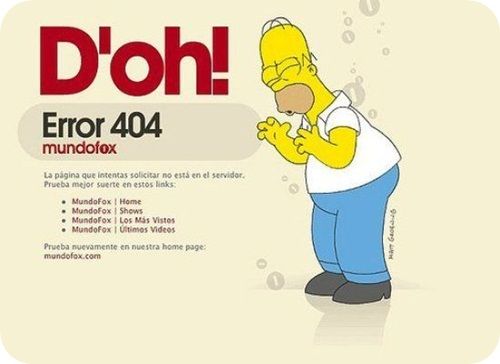 D'oh!
Error 404
mundofox
La página que intentas solicitar no está en el servidor.
Prueba mejor suerte en estos links:
MundoFox | Home
MundoFox | Shows
MundoFox | Los Más Vistos
MundoFox | Últimos Videos
Prueba nuevamente en nuestra home page:
mundofox.com
MATT GROENING